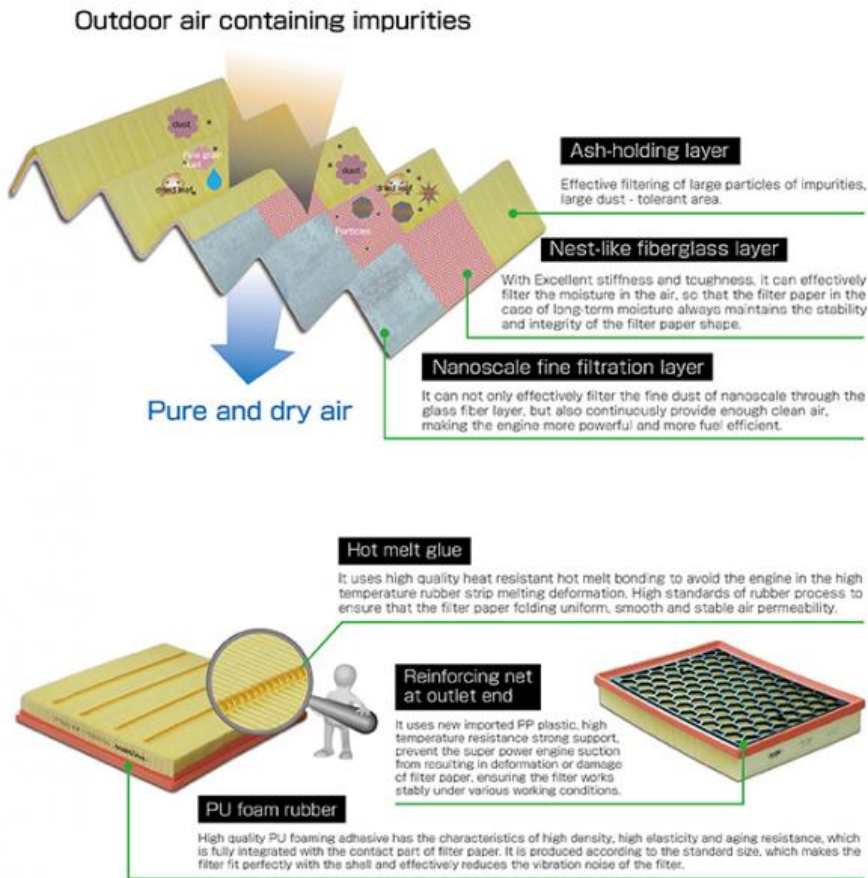 Outdoor air containing impurities
dust
Fine grain
dust
dried leaf
dust
dried leaf
Particles
Ash-holding layer
Effective filtering of large particles of impurities,
large dust - tolerant area.
Nest-like fiberglass layer
With Excellent stiffness and toughness, it can effectively
filter the moisture in the air, so that the filter paper in the
case of long-term moisture always maintains the stability
and integrity of the filter paper shape.
Nanoscale fine filtration layer
It can not only effectively filter the fine dust of nanoscale through the
glass fiber layer, but also continuously provide enough clean air,
making the engine more powerful and more fuel efficient.
Pure and dry air
Hot melt glue
It uses high quality heat resistant hot melt bonding to avoid the engine in the high
temperature rubber strip melting deformation. High standards of rubber process to
ensure that the filter paper folding uniform, smooth and stable air permeability.
Reinforcing net
at outlet end
It uses new imported PP plastic, high
temperature resistance strong support,
prevent the super power engine suction
from resulting in deformation or damage
of filter paper, ensuring the filter works
stably under various working conditions.
PU foam rubber
High quality PU foaming adhesive has the characteristics of high density, high elasticity and aging resistance, which
is fully integrated with the contact part of filter paper. It is produced according to the standard size, which makes the
filter fit perfectly with the shell and effectively reduces the vibration noise of the filter.